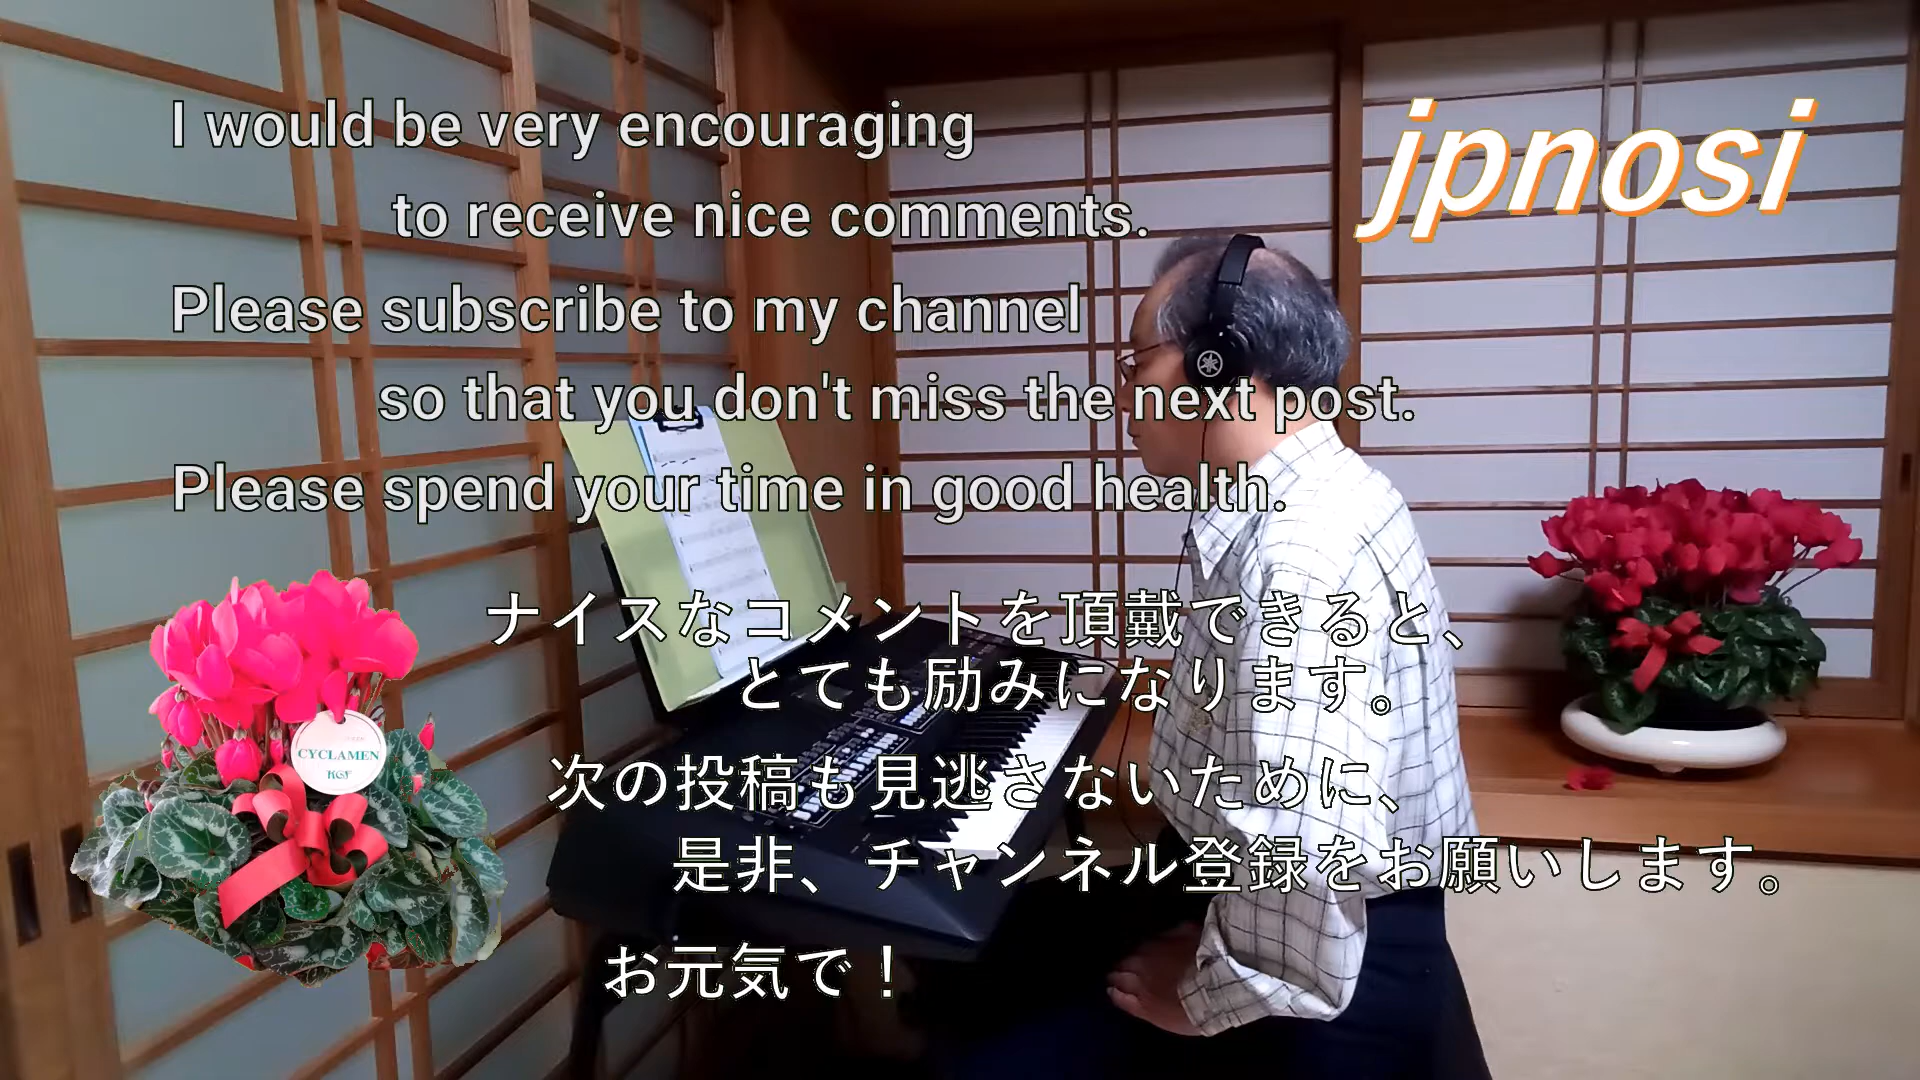 I would be very encouraging
to receive nice comments.
Please subscribe to my channel
so that you don't miss the next post.
Please spend your time in good health.
jpnosi
ナイスなコメントを頂戴できると、
とても励みになります。
次の投稿も見逃さないために、
是非、チャンネル登録をお願いします。
お元気で！
CYCLAMEN
KGF